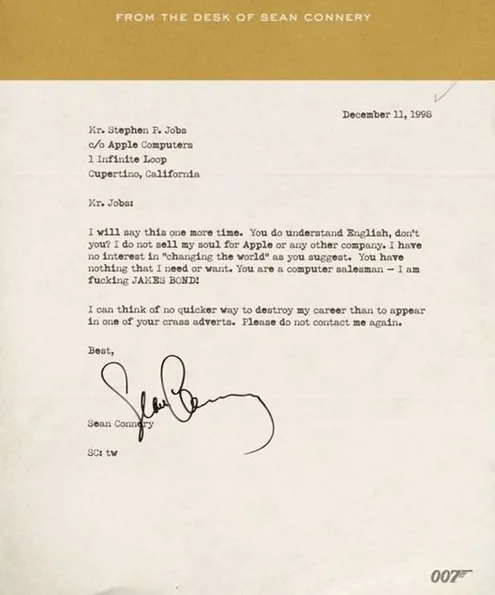 FROM THE DESK OF SEAN CONNERY
December 11, 1998
Mr. Stephen P. Jobs
c/o Apple Computers
1 Infinite Loop
Cupertino, California
Mr. Jobs:
I will say this one more time. You do understand English, don't
you? I do not sell my soul for Apple or any other company. I have
no interest in "changing the world" as you suggest. You have
nothing that I need or want. You are a computer salesman – I am
fucking JAMES BOND!
I can think of no quicker way to destroy my career than to appear
in one of your crass adverts. Please do not contact me again.
Best,
Sean Connery
Sean Connery
SC: tw
007